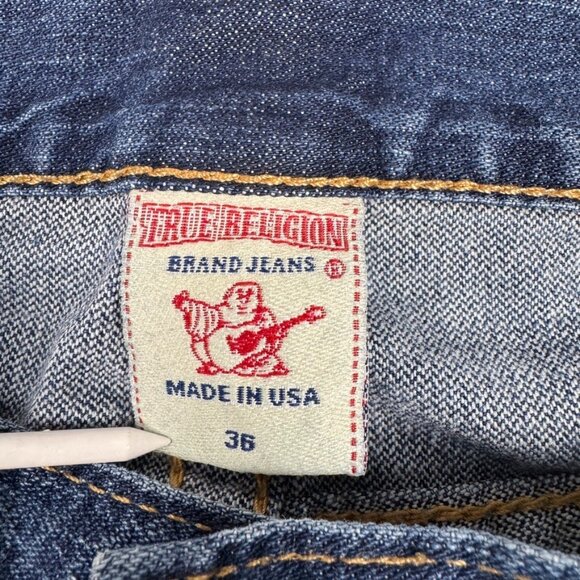 TRUE RELIGION
BRAND JEANS ®
MADE IN USA
36